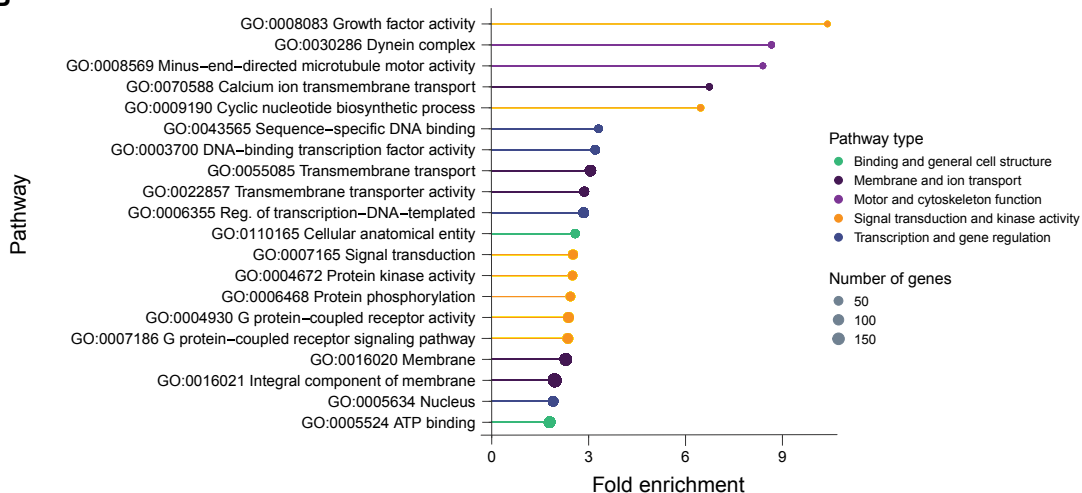 GO:0008083 Growth factor activity
GO:0030286 Dynein complex
GO:0008569 Minus−end−directed microtubule motor activity
GO:0070588 Calcium ion transmembrane transport
GO:0009190 Cyclic nucleotide biosynthetic process
GO:0043565 Sequence−specific DNA binding
GO:0003700 DNA−binding transcription factor activity
GO:0055085 Transmembrane transport
GO:0022857 Transmembrane transporter activity
GO:0006355 Reg. of transcription−DNA−templated
GO:0110165 Cellular anatomical entity
GO:0007165 Signal transduction
GO:0004672 Protein kinase activity
GO:0006468 Protein phosphorylation
GO:0004930 G protein−coupled receptor activity
GO:0007186 G protein−coupled receptor signaling pathway
GO:0016020 Membrane
GO:0016021 Integral component of membrane
GO:0005634 Nucleus
GO:0005524 ATP binding
Pathway
0 3 6 9
Fold enrichment
Pathway type
Binding and general cell structure
Membrane and ion transport
Motor and cytoskeleton function
Signal transduction and kinase activity
Transcription and gene regulation
Number of genes
50
100
150